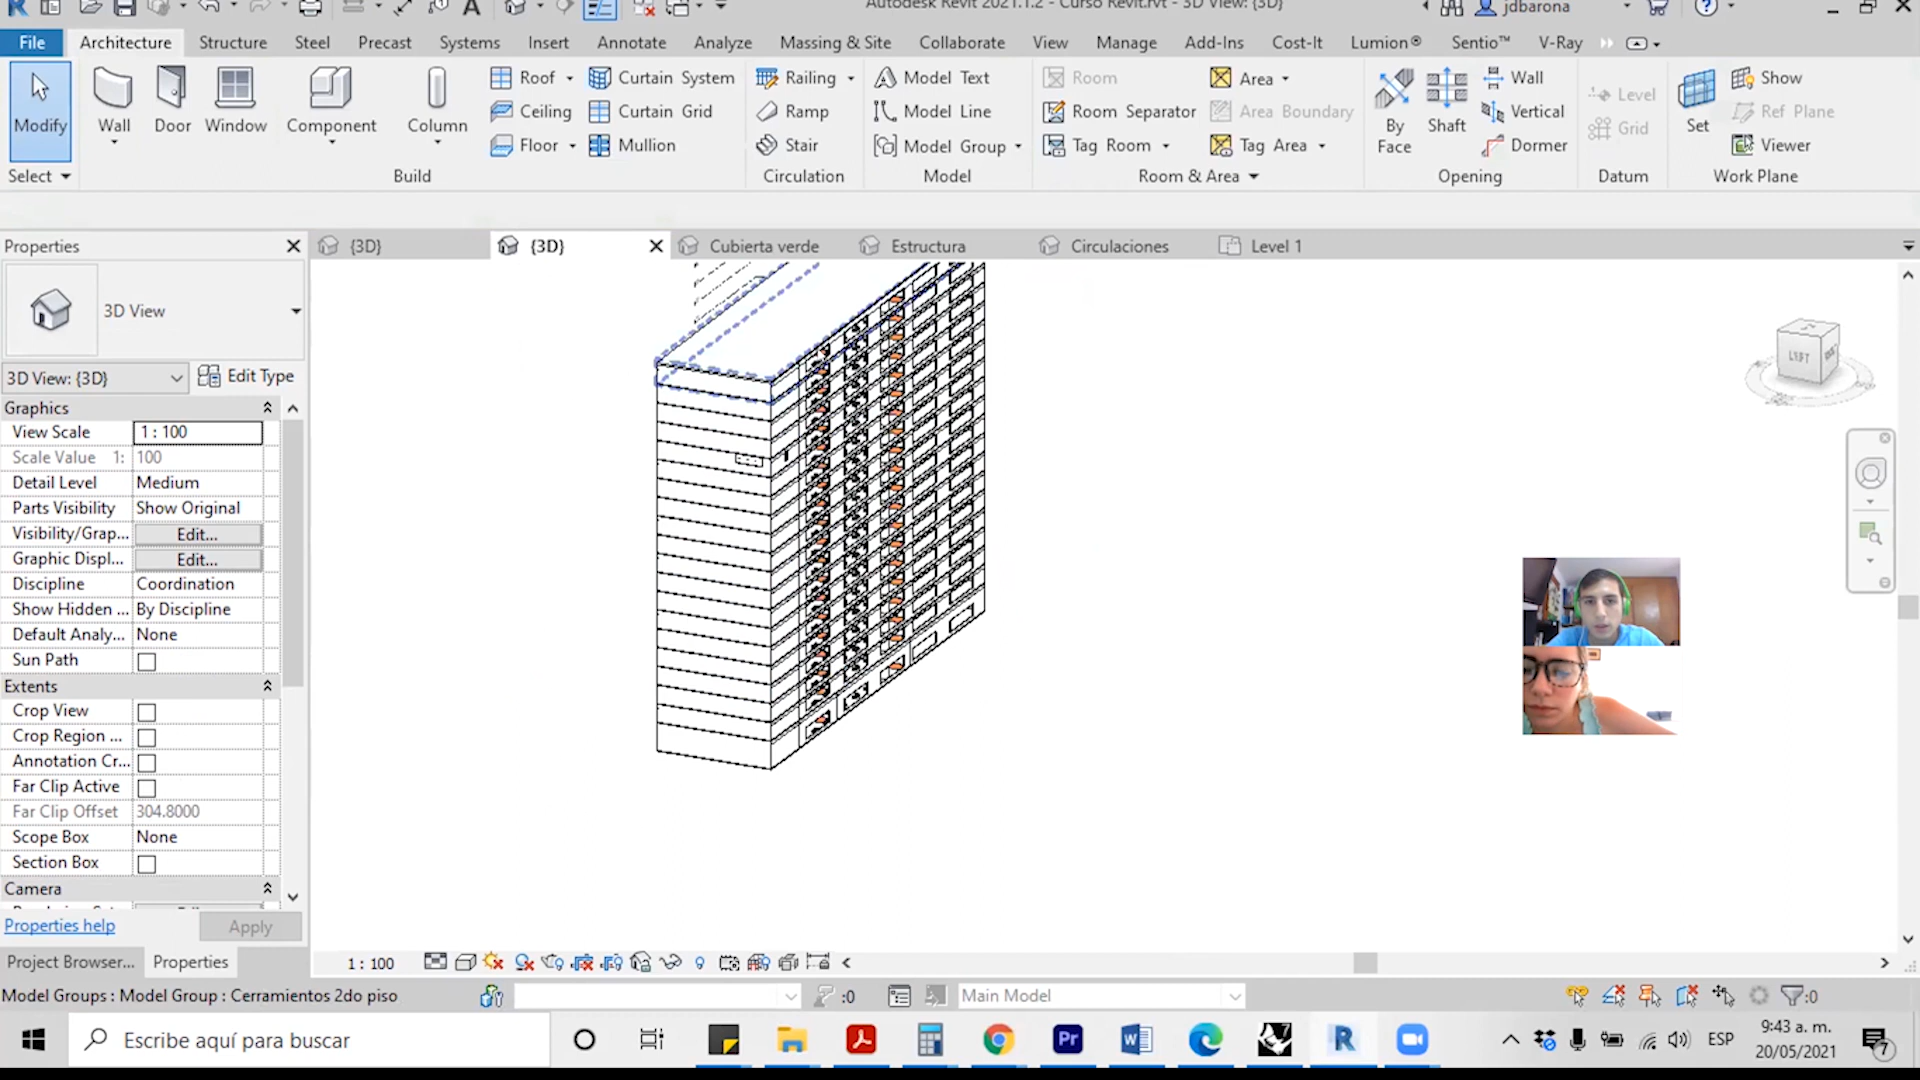 Autodesk Revit 2021.1.2 - Curso Revit.rvt - 3D View: {3D}
jdbarona
File Architecture Structure Steel Precast Systems Insert Annotate Analyze Massing & Site Collaborate View Manage Add-Ins Cost-It Lumion® Sentio™ V-Ray
Modify
Wall
Door
Window
Component
Column
Roof
Ceiling
Floor
Curtain System
Curtain Grid
Mullion
Railing
Ramp
Stair
Model Text
Model Line
Model Group
Room
Room Separator
Tag Room
Area
Area Boundary
Tag Area
By
Face
Shaft
Wall
Vertical
Dormer
Level
Grid
Set
Show
Ref Plane
Viewer
Select
Build
Circulation
Model
Room & Area
Opening
Datum
Work Plane
Properties
{3D}
{3D}
Cubierta verde
Estructura
Circulaciones
Level 1
3D View
3D View: {3D}
Edit Type
Graphics
View Scale 1 : 100
Scale Value 1: 100
Detail Level Medium
Parts Visibility Show Original
Visibility/Grap... Edit...
Graphic Displ... Edit...
Discipline Coordination
Show Hidden ... By Discipline
Default Analy... None
Sun Path
Extents
Crop View
Crop Region ...
Annotation Cr...
Far Clip Active
Far Clip Offset 304.8000
Scope Box None
Section Box
Camera
Properties help
Apply
Project Browser...
Properties
LEFT
1 : 100
Model Groups : Model Group : Cerramientos 2do piso
:0
Main Model
:0
Escribe aquí para buscar
Pr
W
R
7
ESP
9:43 a. m.
20/05/2021
7